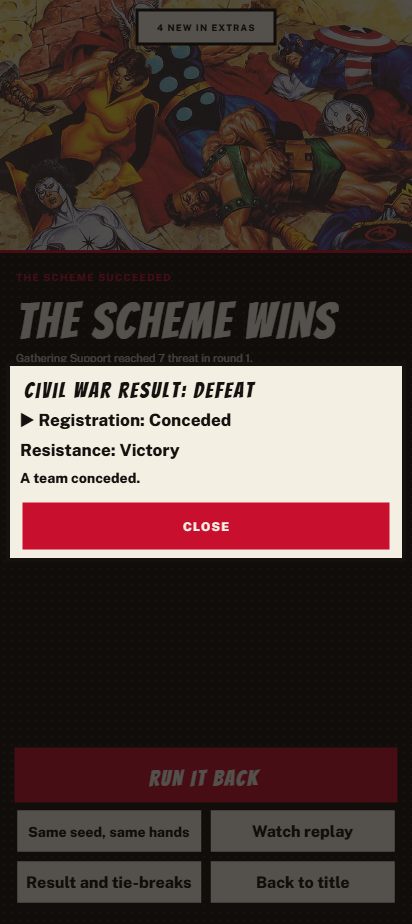 4 NEW IN EXTRAS
THE SCHEME SUCCEEDED
THE SCHEME WINS
Gathering Support reached 7 threat in round 1.
CIVIL WAR RESULT: DEFEAT
▶ Registration: Conceded
Resistance: Victory
A team conceded.
CLOSE
RUN IT BACK
Same seed, same hands
Watch replay
Result and tie-breaks
Back to title